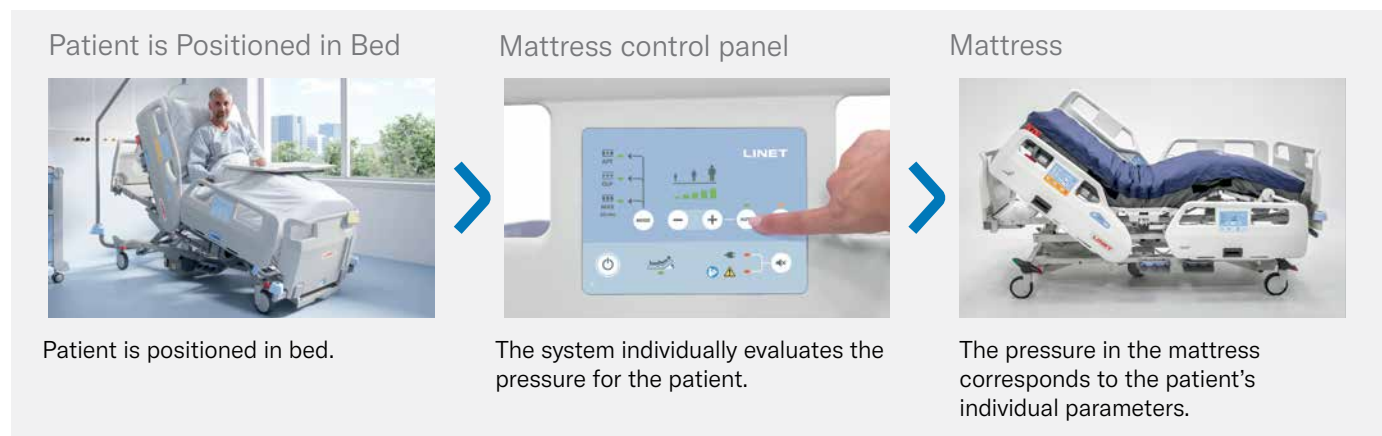 Patient is Positioned in Bed
Mattress control panel
Mattress
LINET
APT
CLP
MAX
MODE
AUTO
LINET
Patient is positioned in bed.
The system individually evaluates the
pressure for the patient.
The pressure in the mattress
corresponds to the patient’s
individual parameters.